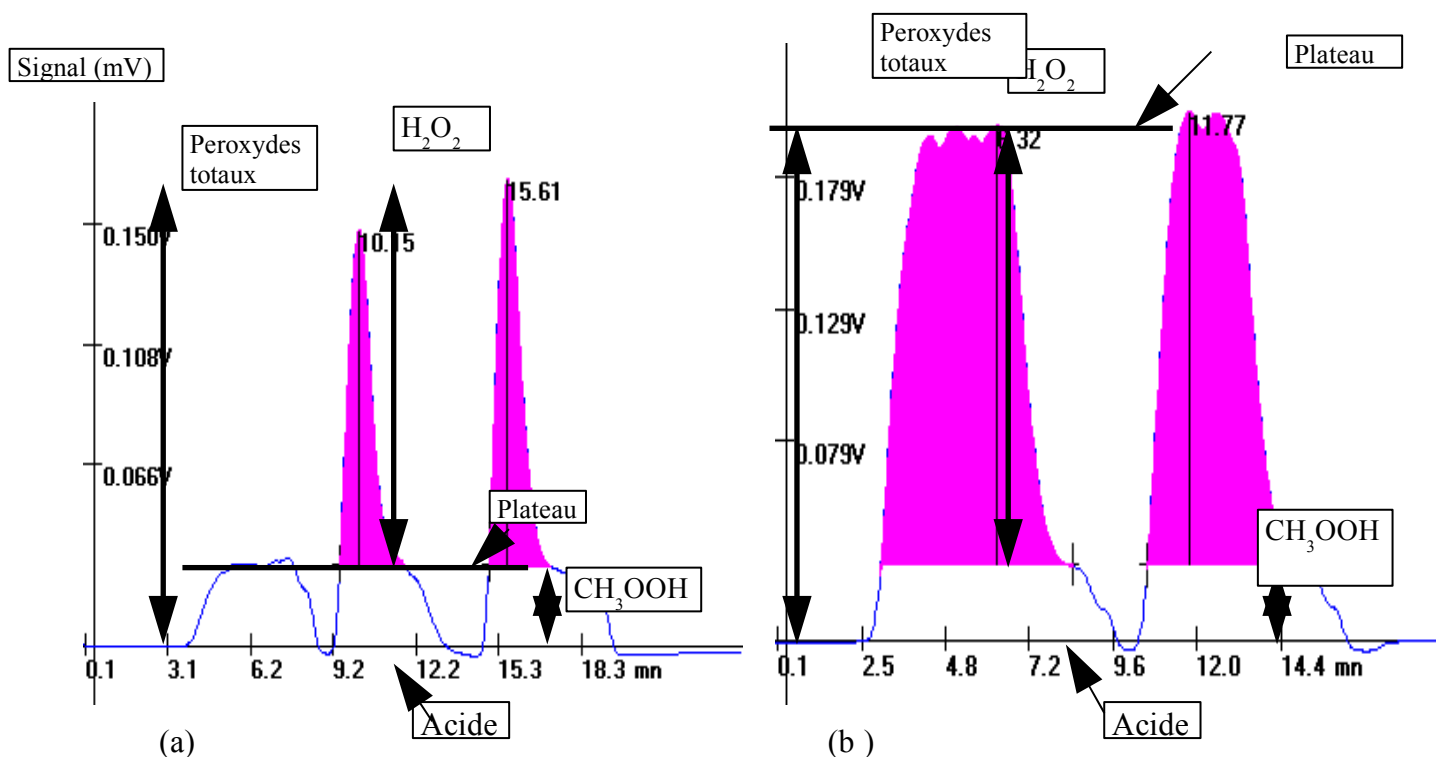 Signal (mV)
Peroxydes
totaux
H₂O₂
15.61
10.15
0.150V
0.108V
0.066V
Plateau
CH₃OOH
0.1 3.1 6.2 9.2 12.2 15.3 18.3 mn
Acide
(a)
Peroxydes
totaux
H₂O₂
Plateau
.32
11.77
0.179V
0.129V
0.079V
CH₃OOH
0.1 2.5 4.8 7.2 9.6 12.0 14.4 mn
Acide
(b )